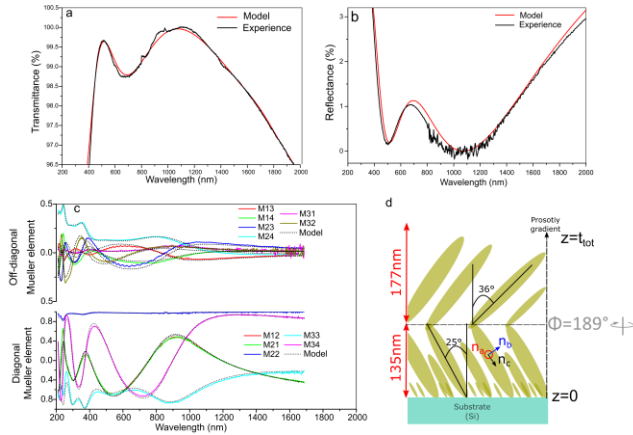 a
Model
Experience
Transmittance (%)
100.0
99.5
99.0
98.5
98.0
97.5
97.0
96.5
200 400 600 800 1000 1200 1400 1600 1800 2000
Wavelength (nm)
b
Model
Experience
Reflectance (%)
3
2
1
0
200 400 600 800 1000 1200 1400 1600 1800 2000
Wavelength (nm)
c
M13
M14
M23
M24
M31
M32
Model
Off-diagonal
Mueller element
0.5
0.0
M12
M21
M22
M33
M34
Model
Diagonal
Mueller element
0.8
0.4
0.0
0.4
0.8
200 400 600 800 1000 1200 1400 1600 1800
Wavelength (nm)
d
Prosotiy
gradient
z=t_tot
177nm
36°
Φ=189°
135nm
25°
n_a
n_b
n_c
z=0
Substrate
(Si)